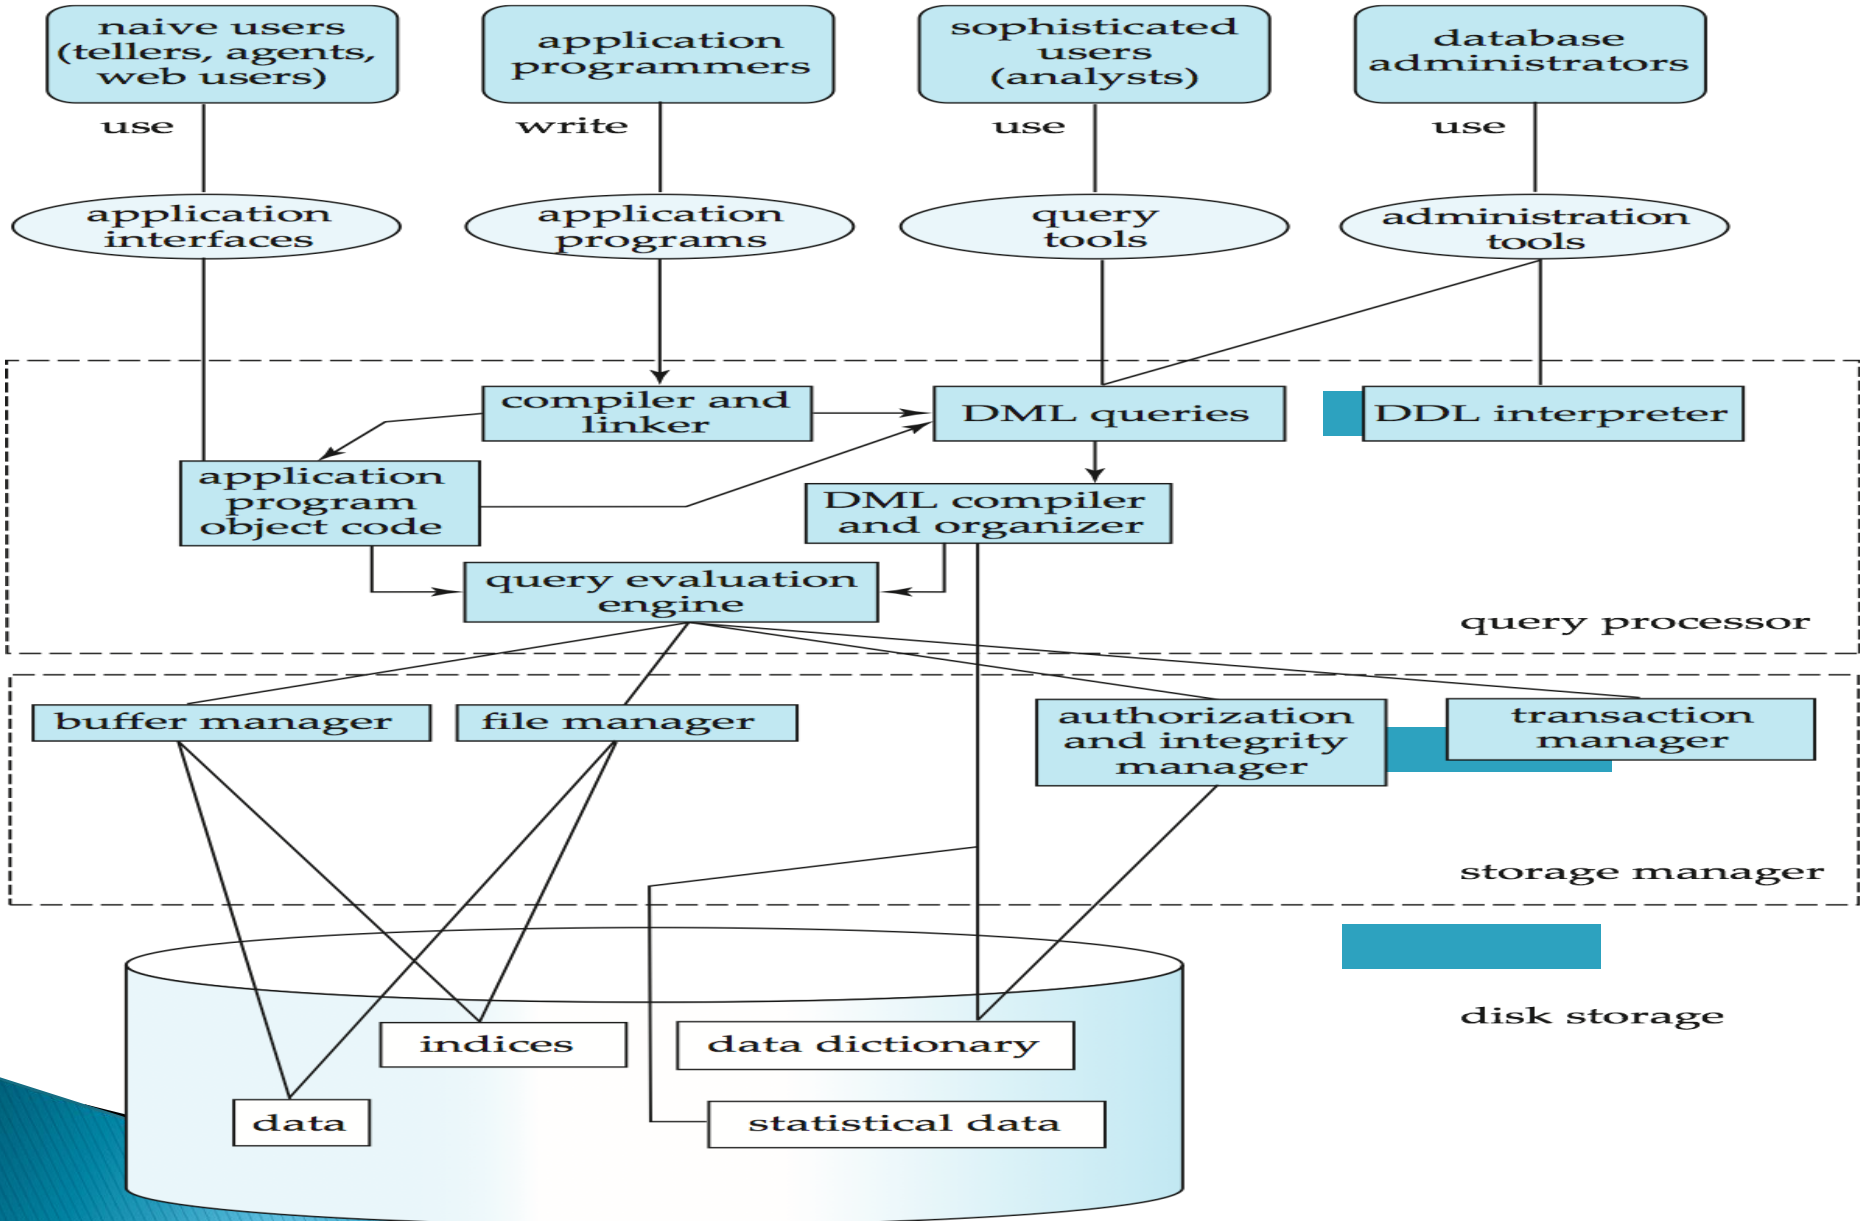 naive users
(tellers, agents,
web users)
application
programmers
sophisticated
users
(analysts)
database
administrators
use
write
use
use
application
interfaces
application
programs
query
tools
administration
tools
compiler and
linker
DML queries
DDL interpreter
application
program
object code
DML compiler
and organizer
query evaluation
engine
query processor
buffer manager
file manager
authorization
and integrity
manager
transaction
manager
storage manager
disk storage
indices
data dictionary
data
statistical data